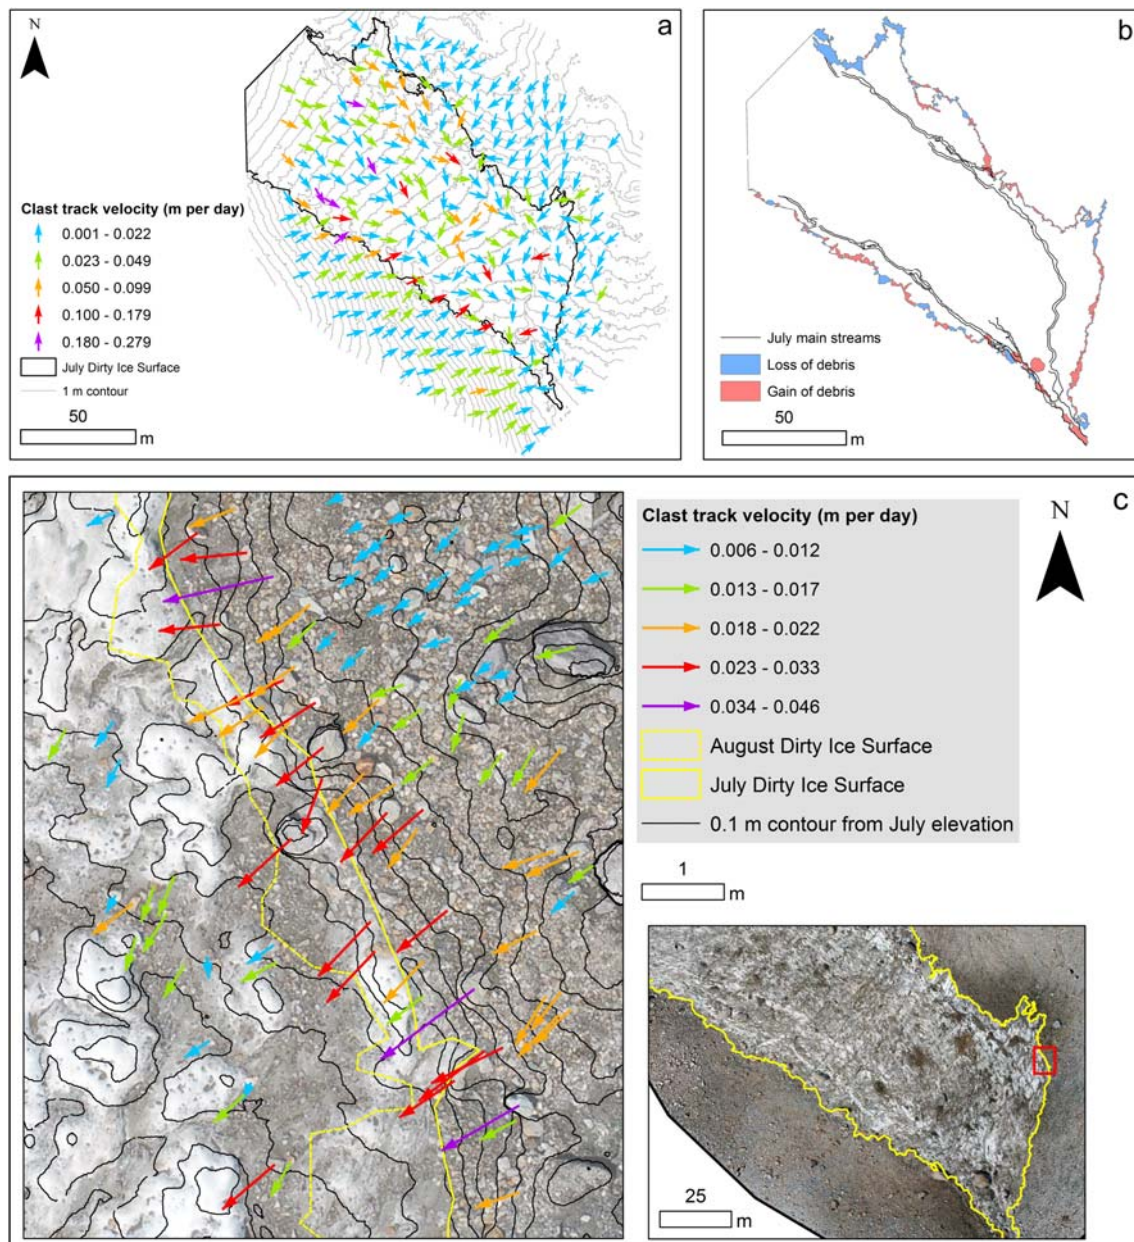 N
a
Clast track velocity (m per day)
0.001 - 0.022
0.023 - 0.049
0.050 - 0.099
0.100 - 0.179
0.180 - 0.279
July Dirty Ice Surface
1 m contour
50
m
b
July main streams
Loss of debris
Gain of debris
50
m
c
Clast track velocity (m per day)
0.006 - 0.012
0.013 - 0.017
0.018 - 0.022
0.023 - 0.033
0.034 - 0.046
August Dirty Ice Surface
July Dirty Ice Surface
0.1 m contour from July elevation
N
1
m
25
m